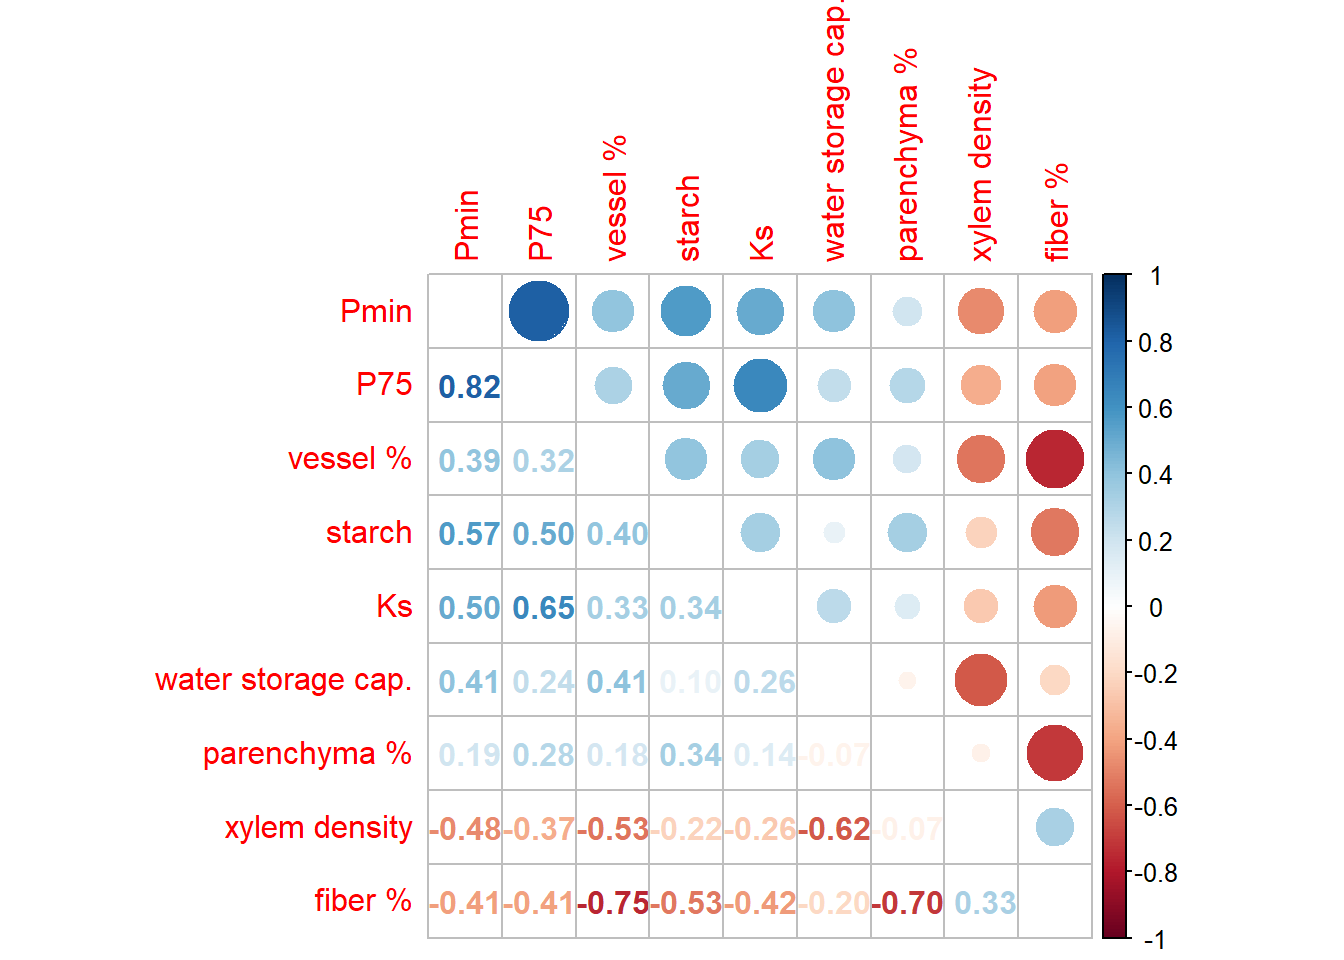 Pmin P75 vessel % starch Ks water storage cap. parenchyma % xylem density fiber %
Pmin
P75 0.82
vessel % 0.39 0.32
starch 0.57 0.50 0.40
Ks 0.50 0.65 0.33 0.34
water storage cap. 0.41 0.24 0.41 0.10 0.26
parenchyma % 0.19 0.28 0.18 0.34 0.14 -0.07
xylem density -0.48 -0.37 -0.53 -0.22 -0.26 -0.62 -0.07
fiber % -0.41 -0.41 -0.75 -0.53 -0.42 -0.20 -0.70 0.33
1
0.8
0.6
0.4
0.2
0
-0.2
-0.4
-0.6
-0.8
-1